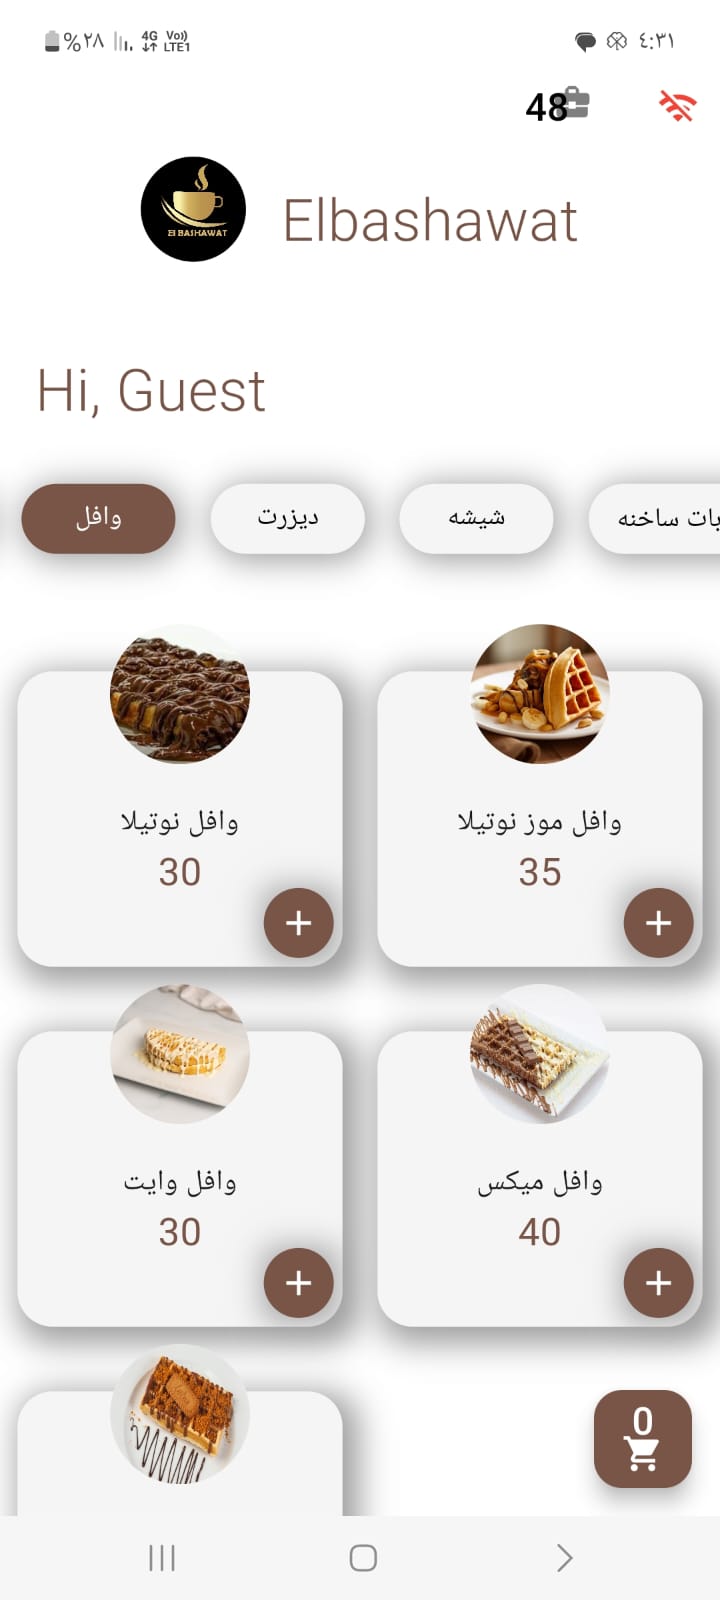 %٢٨ 4G Vo)) LTE1 ٤:٣١
48
El BASHAWAT
Elbashawat
Hi, Guest
وافل ديزرت شيشه بات ساخنه
وافل نوتيلا وافل موز نوتيلا
30 35
+ +
وافل وايت وافل ميكس
30 40
+ +
0